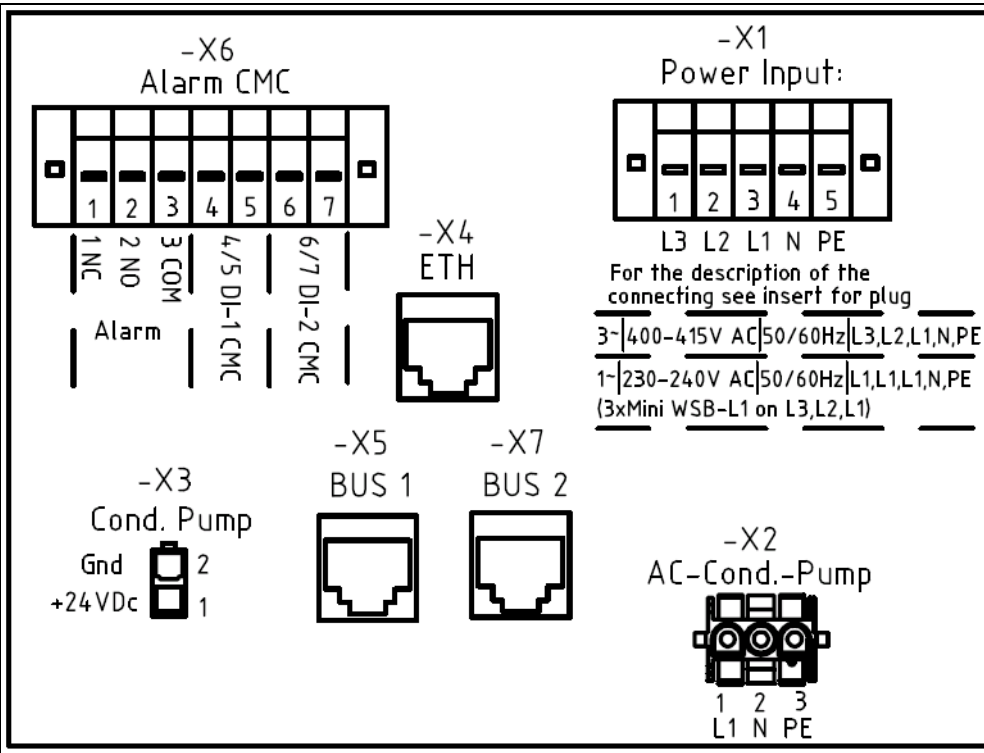 -X6
Alarm CMC
1 2 3 4 5 6 7
1 NC
2 NO
3 COM
4/5 DI-1 CMC
6/7 DI-2 CMC
Alarm
-X1
Power Input:
1 2 3 4 5
L3 L2 L1 N PE
For the description of the
connecting see insert for plug
3~|400-415V AC|50/60Hz|L3,L2,L1,N,PE
1~|230-240V AC|50/60Hz|L1,L1,L1,N,PE
(3xMini WSB-L1 on L3,L2,L1)
-X4
ETH
-X3
Cond. Pump
Gnd 2
+24VDc 1
-X5
BUS 1
-X7
BUS 2
-X2
AC-Cond.-Pump
1 2 3
L1 N PE